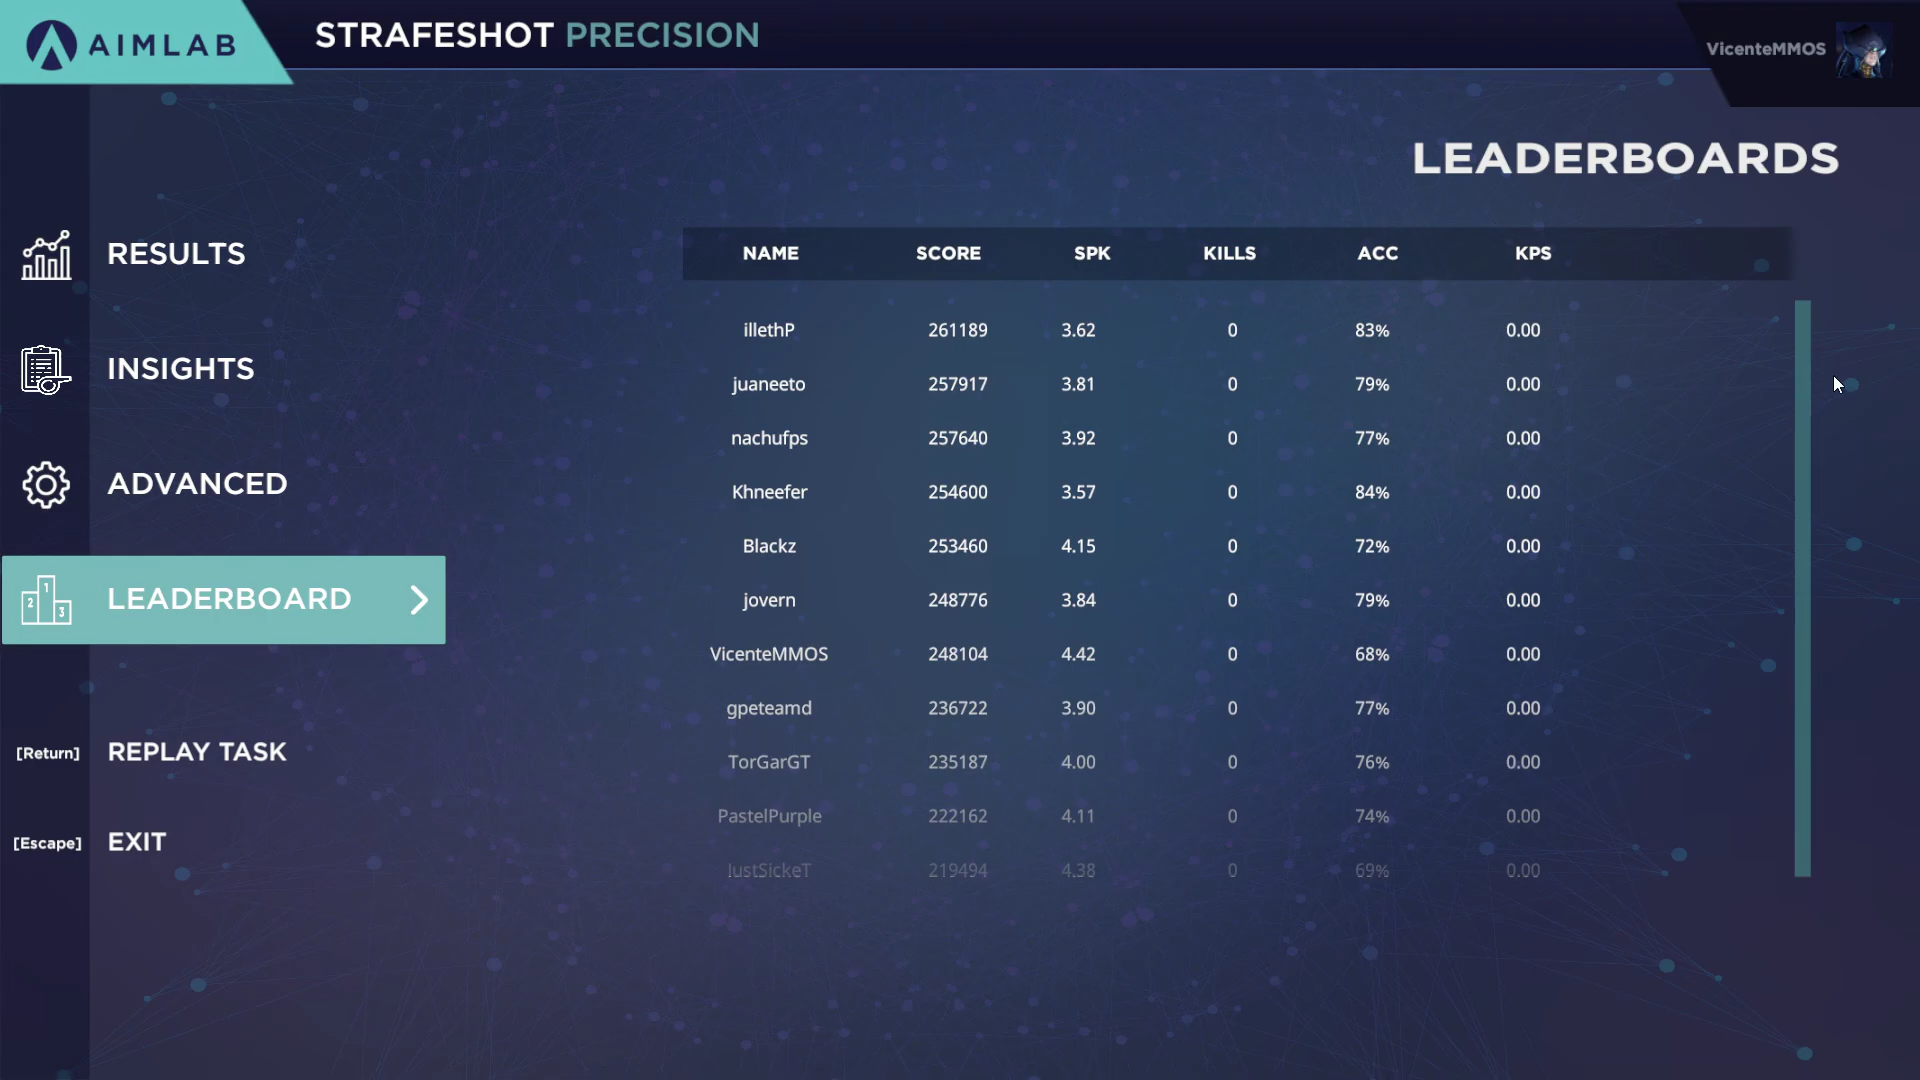 AIMLAB
STRAFESHOT PRECISION
VicenteMMOS
LEADERBOARDS
RESULTS
INSIGHTS
ADVANCED
1 2 3
LEADERBOARD
[Return] REPLAY TASK
[Escape] EXIT
NAME SCORE SPK KILLS ACC KPS
illethP 261189 3.62 0 83% 0.00
juaneeto 257917 3.81 0 79% 0.00
nachufps 257640 3.92 0 77% 0.00
Khneefer 254600 3.57 0 84% 0.00
Blackz 253460 4.15 0 72% 0.00
jovern 248776 3.84 0 79% 0.00
VicenteMMOS 248104 4.42 0 68% 0.00
gpeteamd 236722 3.90 0 77% 0.00
TorGarGT 235187 4.00 0 76% 0.00
PastelPurple 222162 4.11 0 74% 0.00
219494 4.38 0 69% 0.00